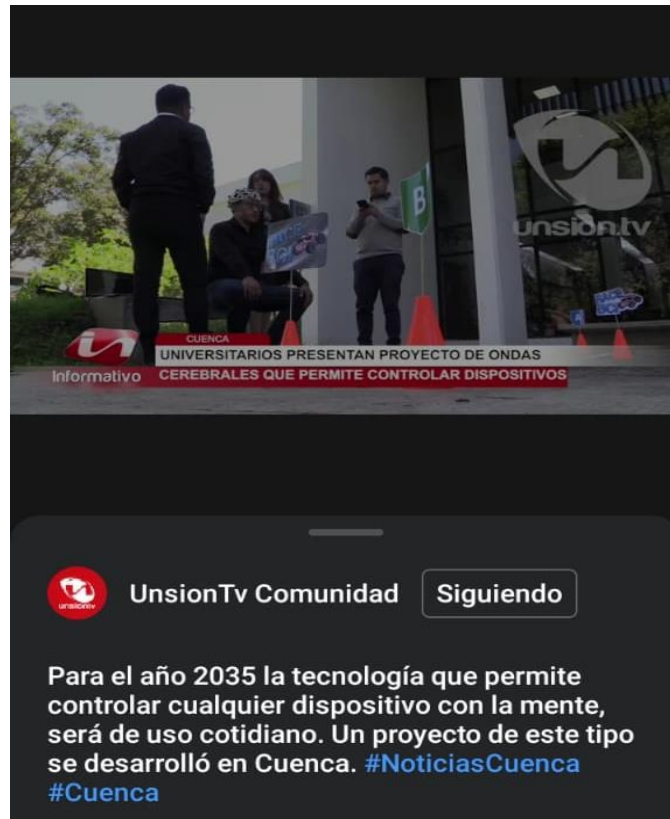 unsión.tv
B
CUENCA
UNIVERSITARIOS PRESENTAN PROYECTO DE ONDAS
Informativo CEREBRALES QUE PERMITE CONTROLAR DISPOSITIVOS
UnsionTv Comunidad Siguiendo
Para el año 2035 la tecnología que permite
controlar cualquier dispositivo con la mente,
será de uso cotidiano. Un proyecto de este tipo
se desarrolló en Cuenca. #NoticiasCuenca
#Cuenca